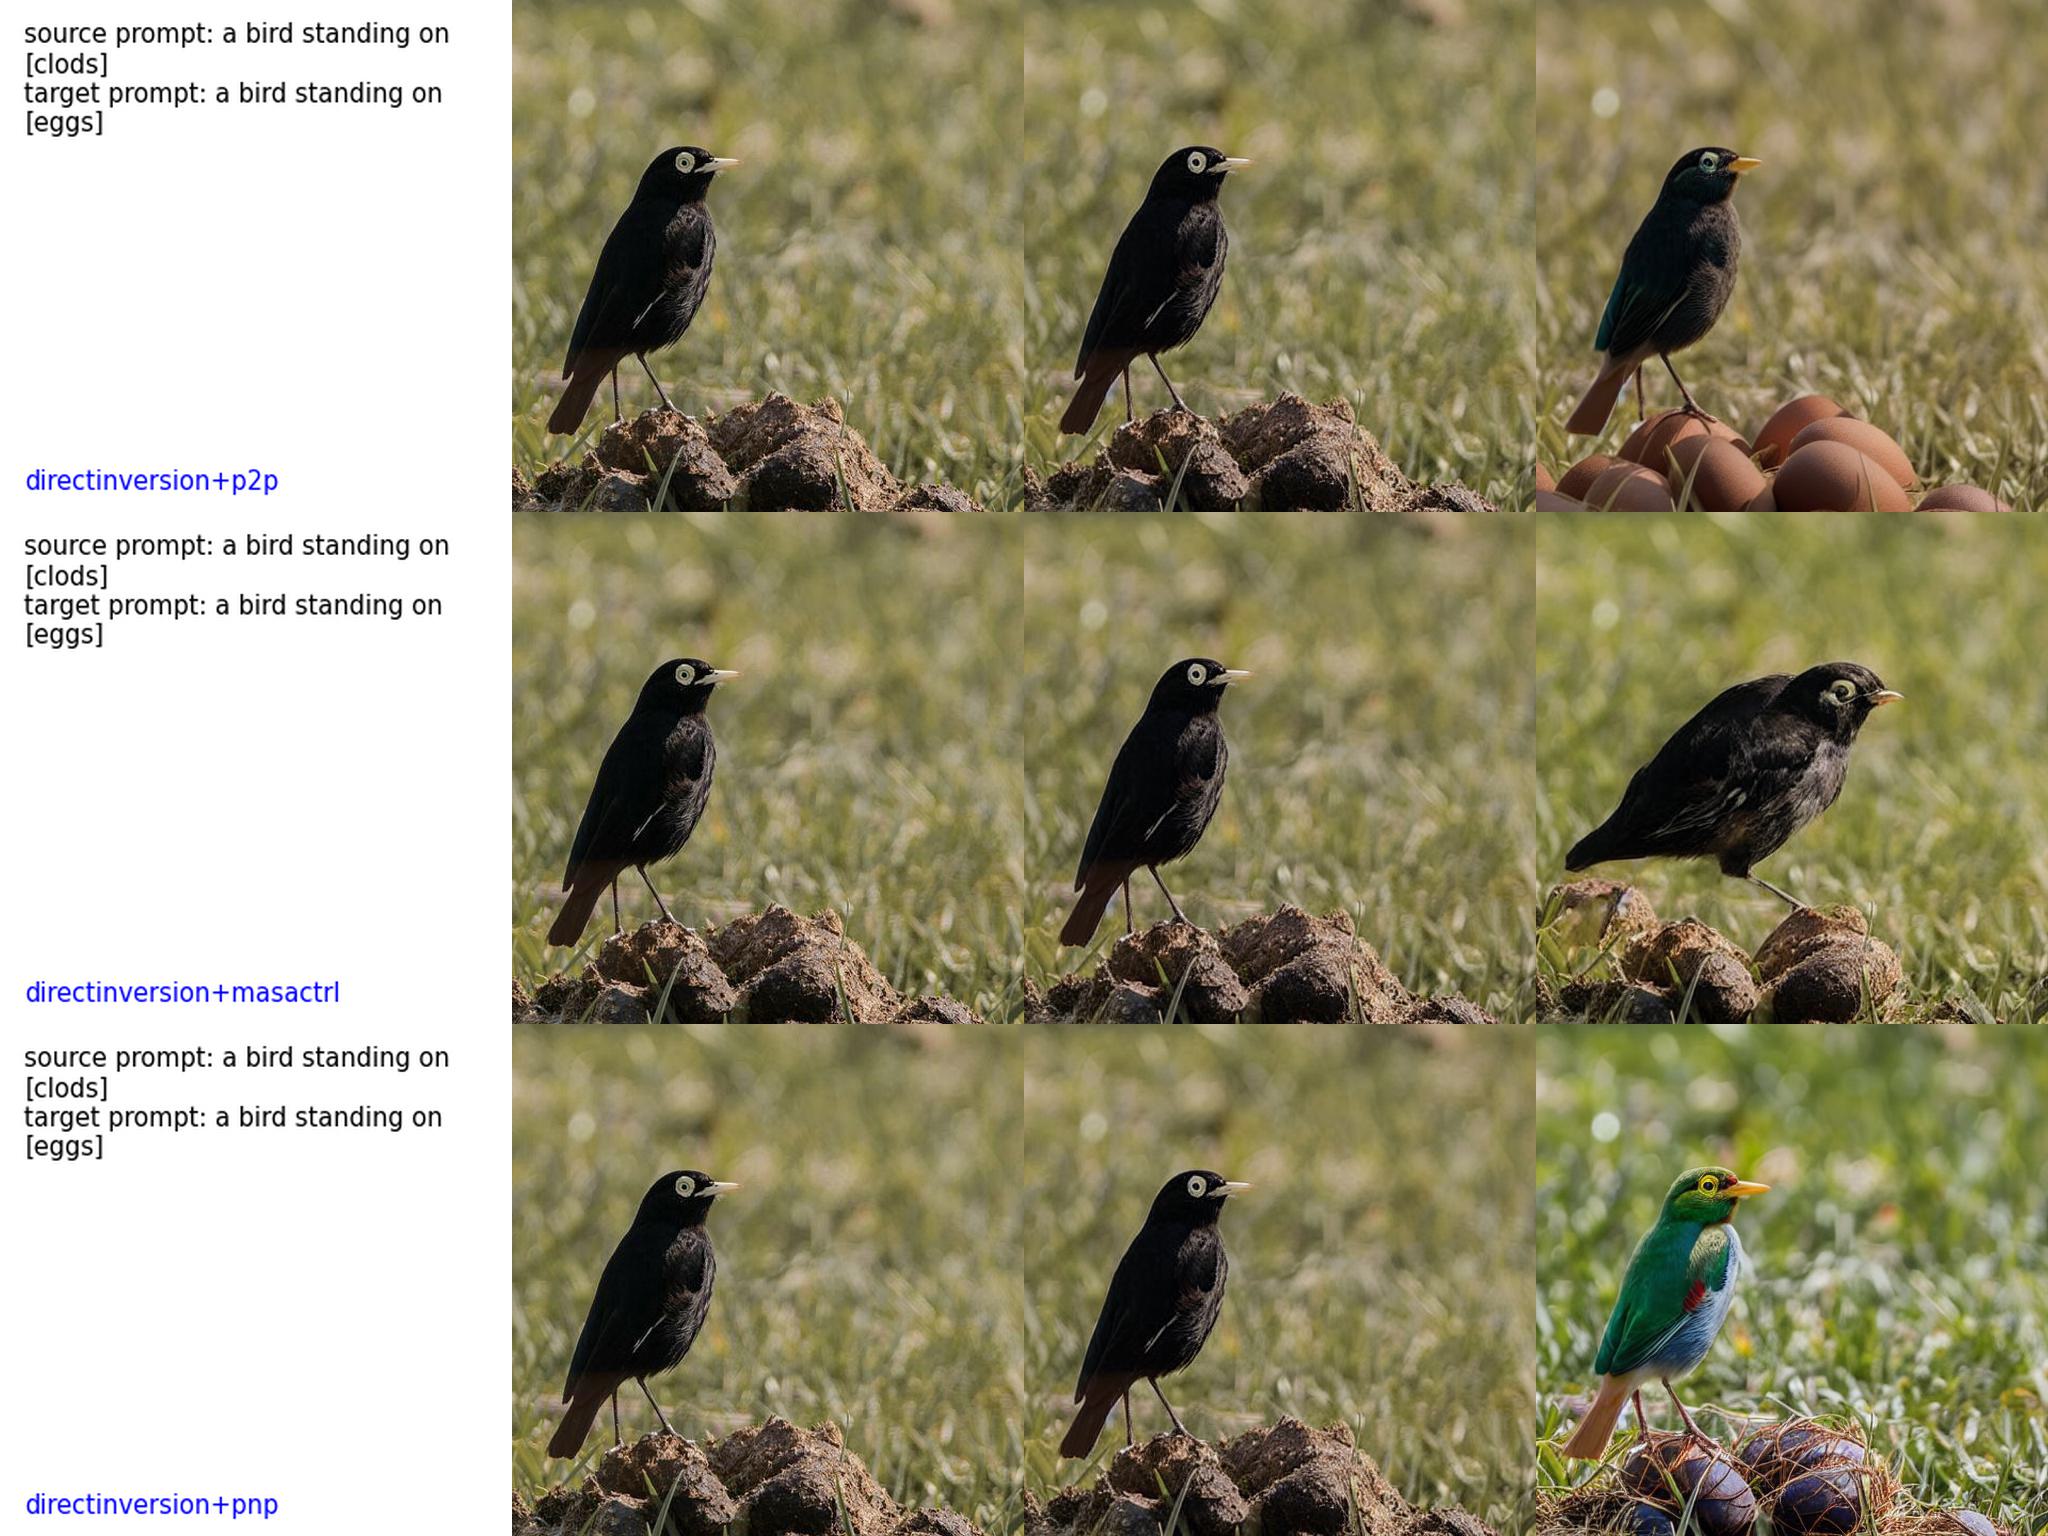 source prompt: a bird standing on
[clods]
target prompt: a bird standing on
[eggs]
directinversion+p2p
source prompt: a bird standing on
[clods]
target prompt: a bird standing on
[eggs]
directinversion+masactrl
source prompt: a bird standing on
[clods]
target prompt: a bird standing on
[eggs]
directinversion+pnp